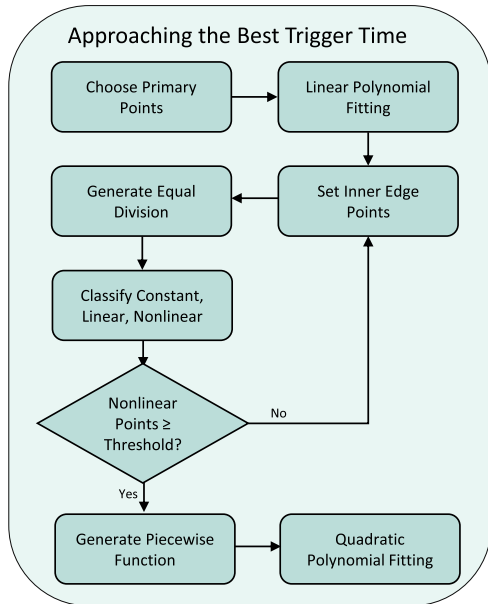 Approaching the Best Trigger Time
Choose Primary
Points
Linear Polynomial
Fitting
Generate Equal
Division
Set Inner Edge
Points
Classify Constant,
Linear, Nonlinear
Nonlinear
Points ≥
Threshold?
No
Yes
Generate Piecewise
Function
Quadratic
Polynomial Fitting